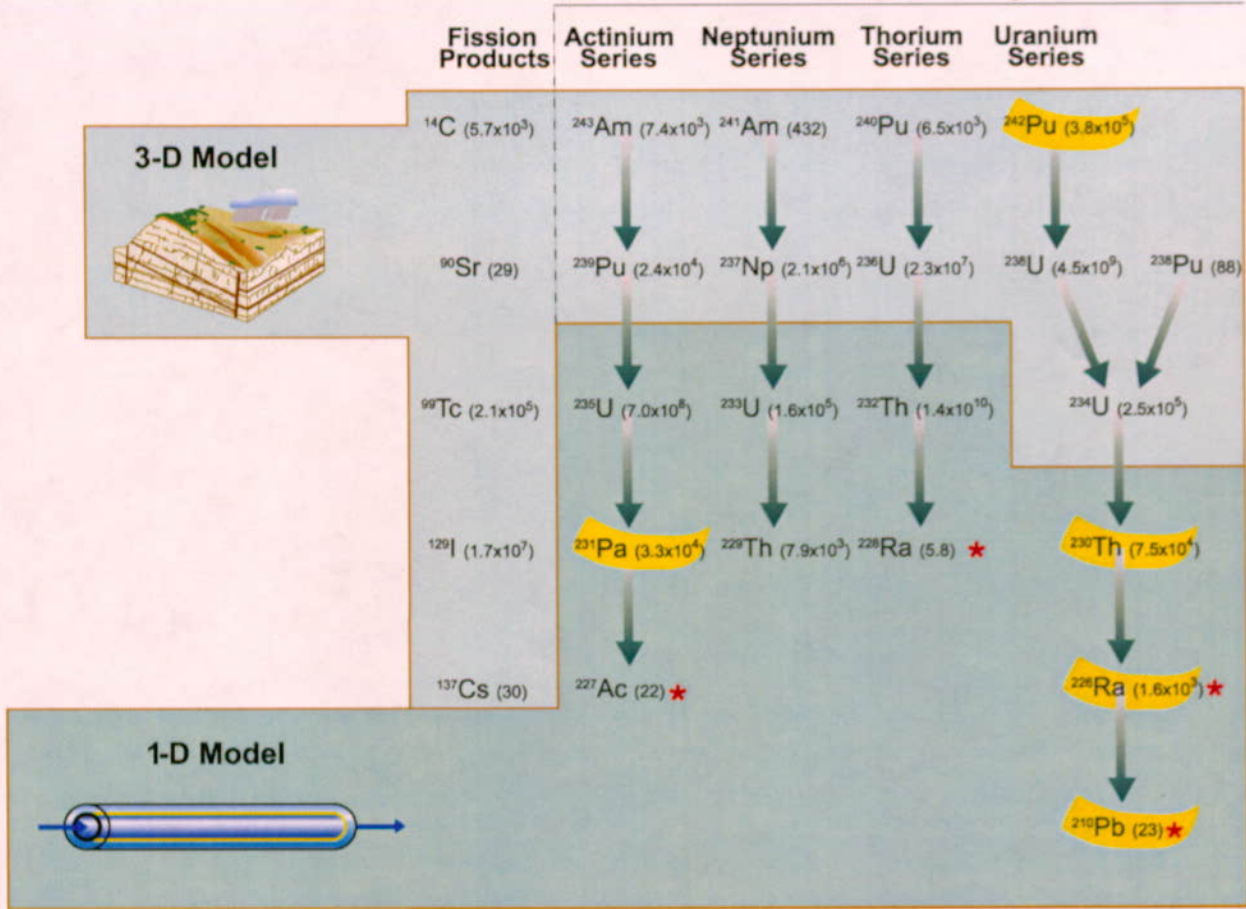 Fission Products
Actinium Series
Neptunium Series
Thorium Series
Uranium Series
3-D Model
¹⁴C (5.7x10³) ²⁴³Am (7.4x10³) ²⁴¹Am (432) ²⁴⁰Pu (6.5x10³) ²⁴²Pu (3.8x10⁵)
⁹⁰Sr (29) ²³⁹Pu (2.4x10⁴) ²³⁷Np (2.1x10⁶) ²³⁶U (2.3x10⁷) ²³⁸U (4.5x10⁹) ²³⁸Pu (88)
⁹⁹Tc (2.1x10⁵) ²³⁵U (7.0x10⁸) ²³³U (1.6x10⁵) ²³²Th (1.4x10¹⁰) ²³⁴U (2.5x10⁵)
¹²⁹I (1.7x10⁷) ²³¹Pa (3.3x10⁴) ²²⁹Th (7.9x10³) ²²⁸Ra (5.8) * ²³⁰Th (7.5x10⁴)
¹³⁷Cs (30) ²²⁷Ac (22) * ²²⁶Ra (1.6x10³) *
1-D Model
²¹⁰Pb (23) *